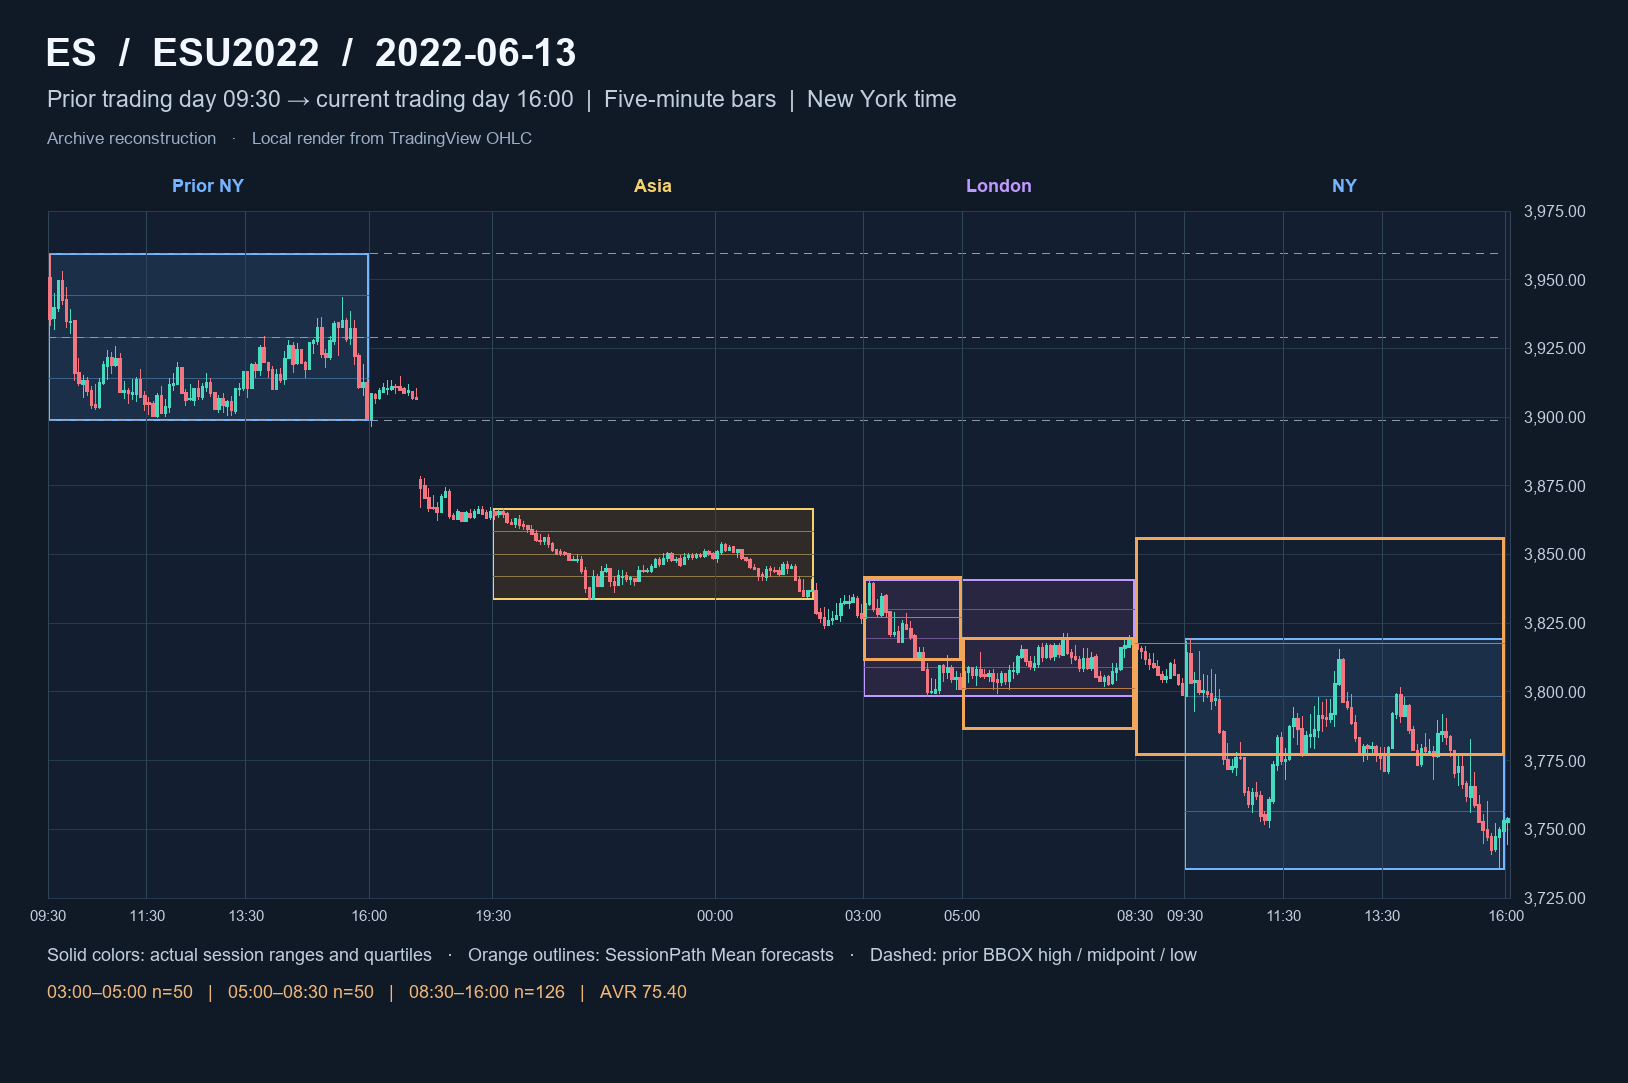 ES / ESU2022 / 2022-06-13
Prior trading day 09:30 → current trading day 16:00 | Five-minute bars | New York time
Archive reconstruction · Local render from TradingView OHLC
Prior NY Asia London NY
3,975.00
3,950.00
3,925.00
3,900.00
3,875.00
3,850.00
3,825.00
3,800.00
3,775.00
3,750.00
3,725.00
09:30 11:30 13:30 16:00 19:30 00:00 03:00 05:00 08:30 09:30 11:30 13:30 16:00
Solid colors: actual session ranges and quartiles · Orange outlines: SessionPath Mean forecasts · Dashed: prior BBOX high / midpoint / low
03:00–05:00 n=50 | 05:00–08:30 n=50 | 08:30–16:00 n=126 | AVR 75.40